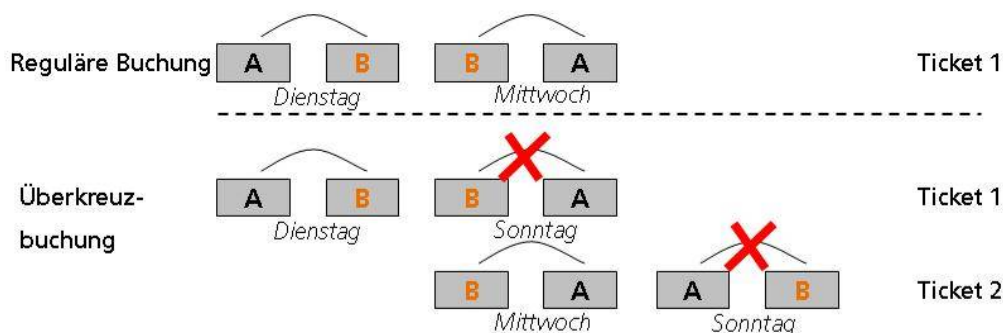 Reguläre Buchung A B B A Ticket 1
Dienstag Mittwoch
Überkreuz-
buchung
A B B A Ticket 1
Dienstag Sonntag
B A A B Ticket 2
Mittwoch Sonntag